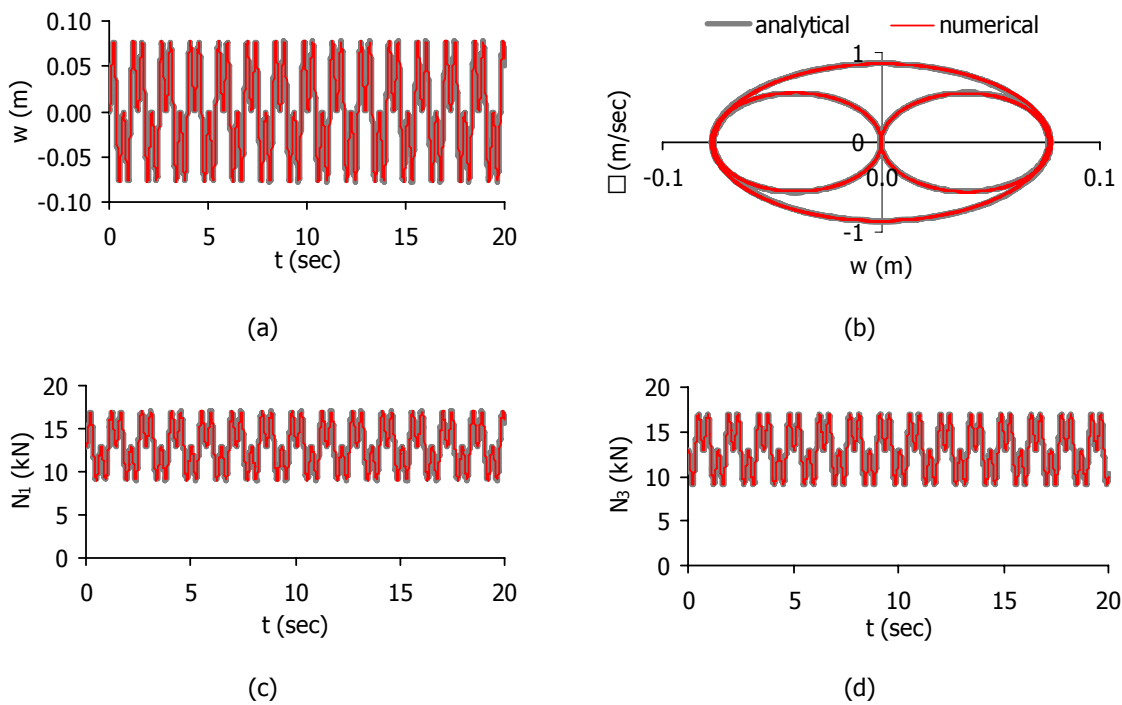 0.10
0.05
0.00
-0.05
-0.10
w (m)
0 5 10 15 20
t (sec)
(a)
analytical numerical
1
0
-1
-0.1 0.0 0.1
□ (m/sec)
w (m)
(b)
20
15
10
5
0
N₁ (kN)
0 5 10 15 20
t (sec)
(c)
20
15
10
5
0
N₃ (kN)
0 5 10 15 20
t (sec)
(d)